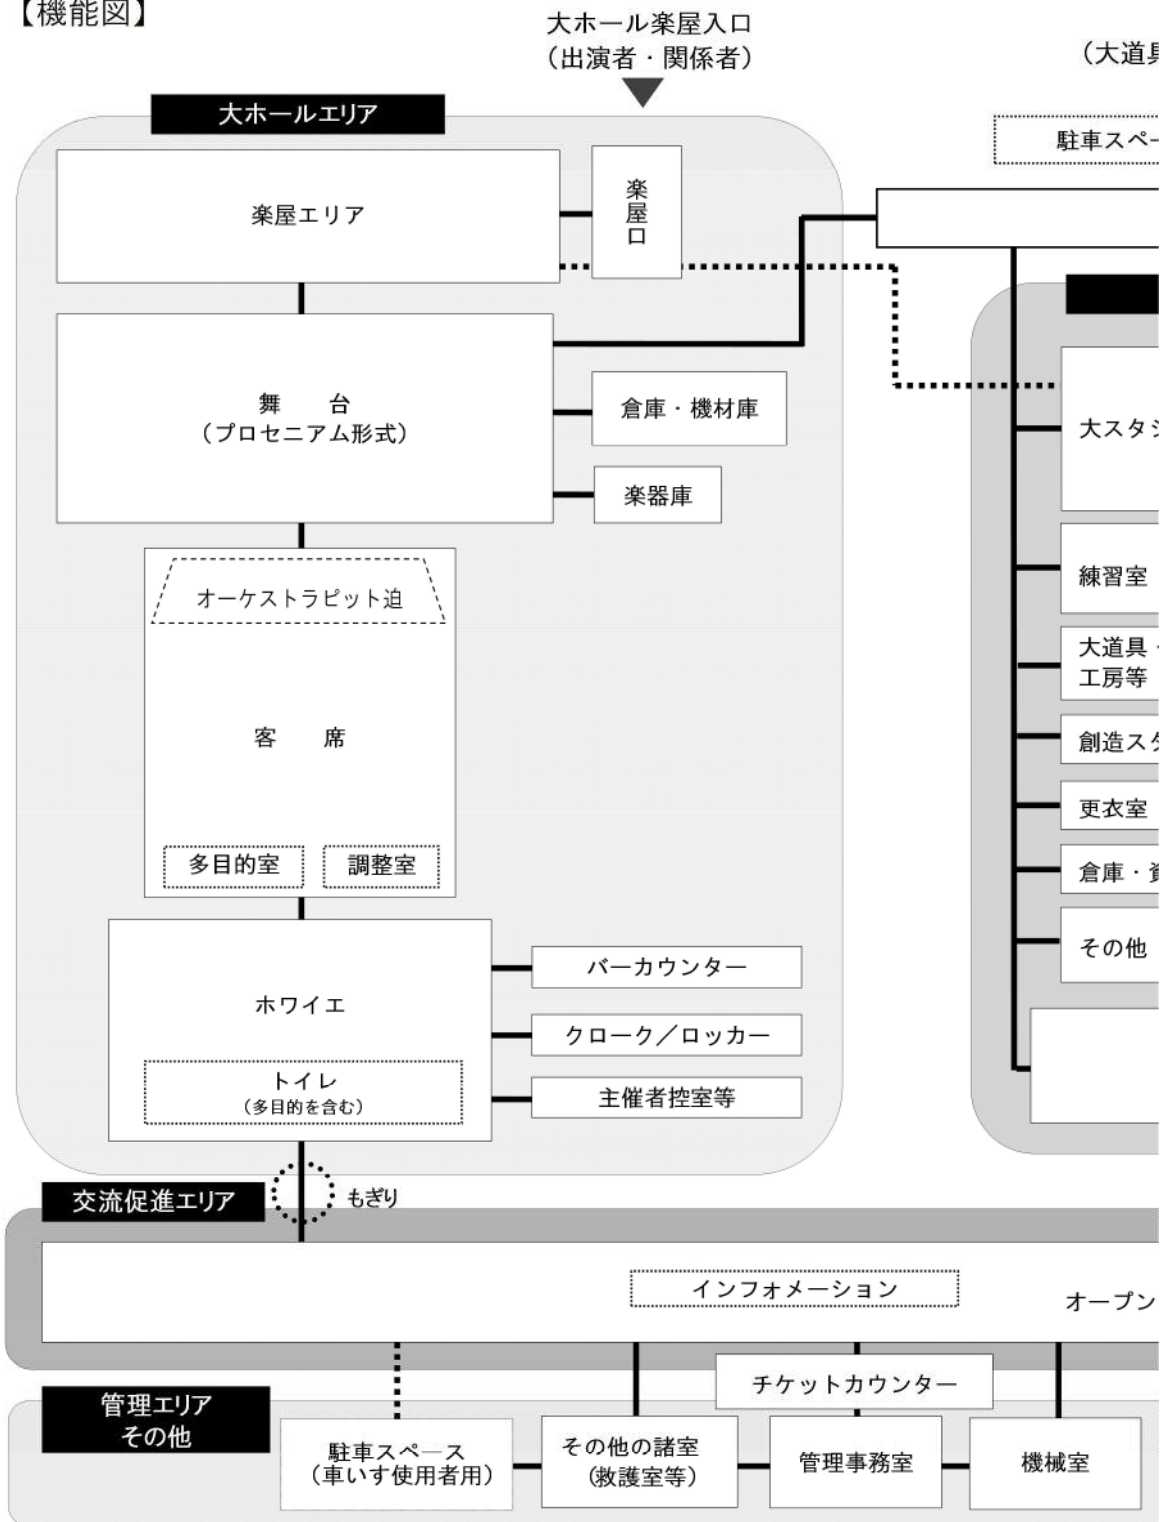 【機能図】
大ホール楽屋入口
（出演者・関係者）
（大道具
駐車スペー
大ホールエリア
楽屋エリア
楽屋口
舞　台
（プロセニアム形式）
倉庫・機材庫
楽器庫
オーケストラピット迫
客　席
多目的室
調整室
ホワイエ
トイレ
（多目的を含む）
バーカウンター
クローク／ロッカー
主催者控室等
大スタ
練習室
大道具・
工房等
創造スタ
更衣室
倉庫・資
その他
もぎり
交流促進エリア
インフォメーション
オープン
チケットカウンター
管理エリア
その他
駐車スペース
（車いす使用者用）
その他の諸室
（救護室等）
管理事務室
機械室